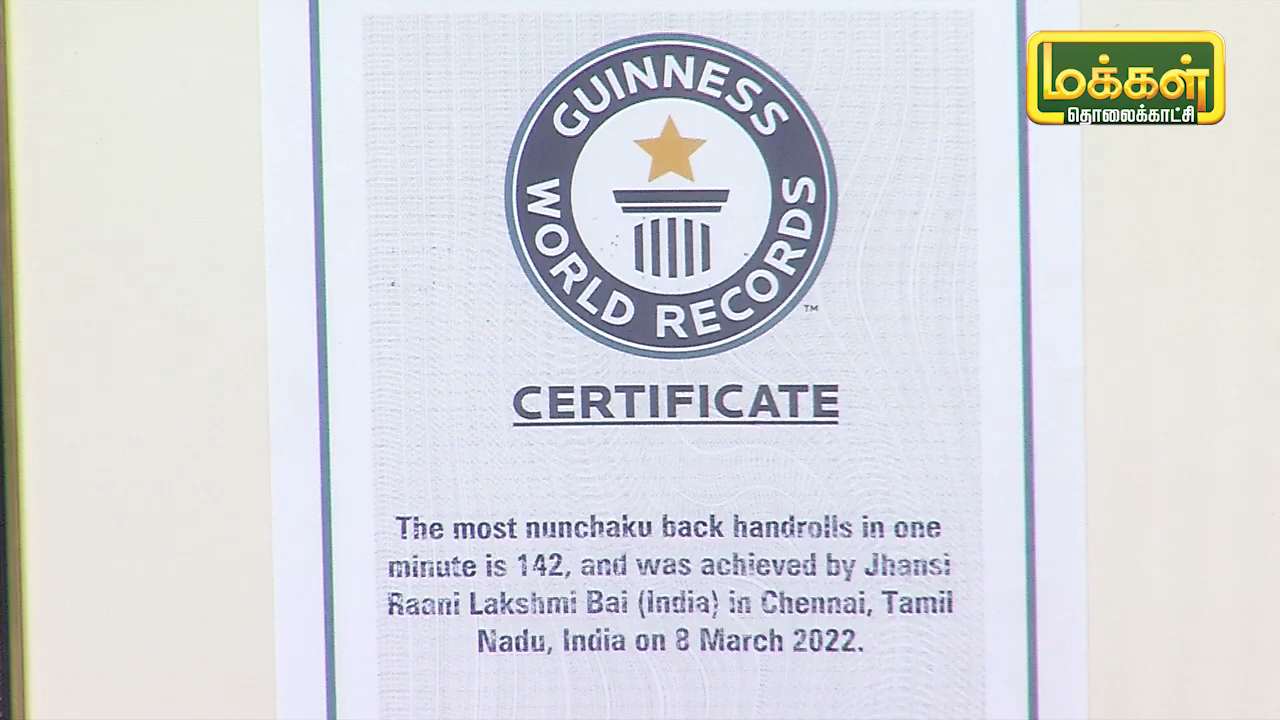 மக்கள்
தொலைக்காட்சி
GUINNESS
WORLD RECORDS
TM
CERTIFICATE
The most nunchaku back handrolls in one
minute is 142, and was achieved by Jhansi
Raani Lakshmi Bai (India) in Chennai, Tamil
Nadu, India on 8 March 2022.